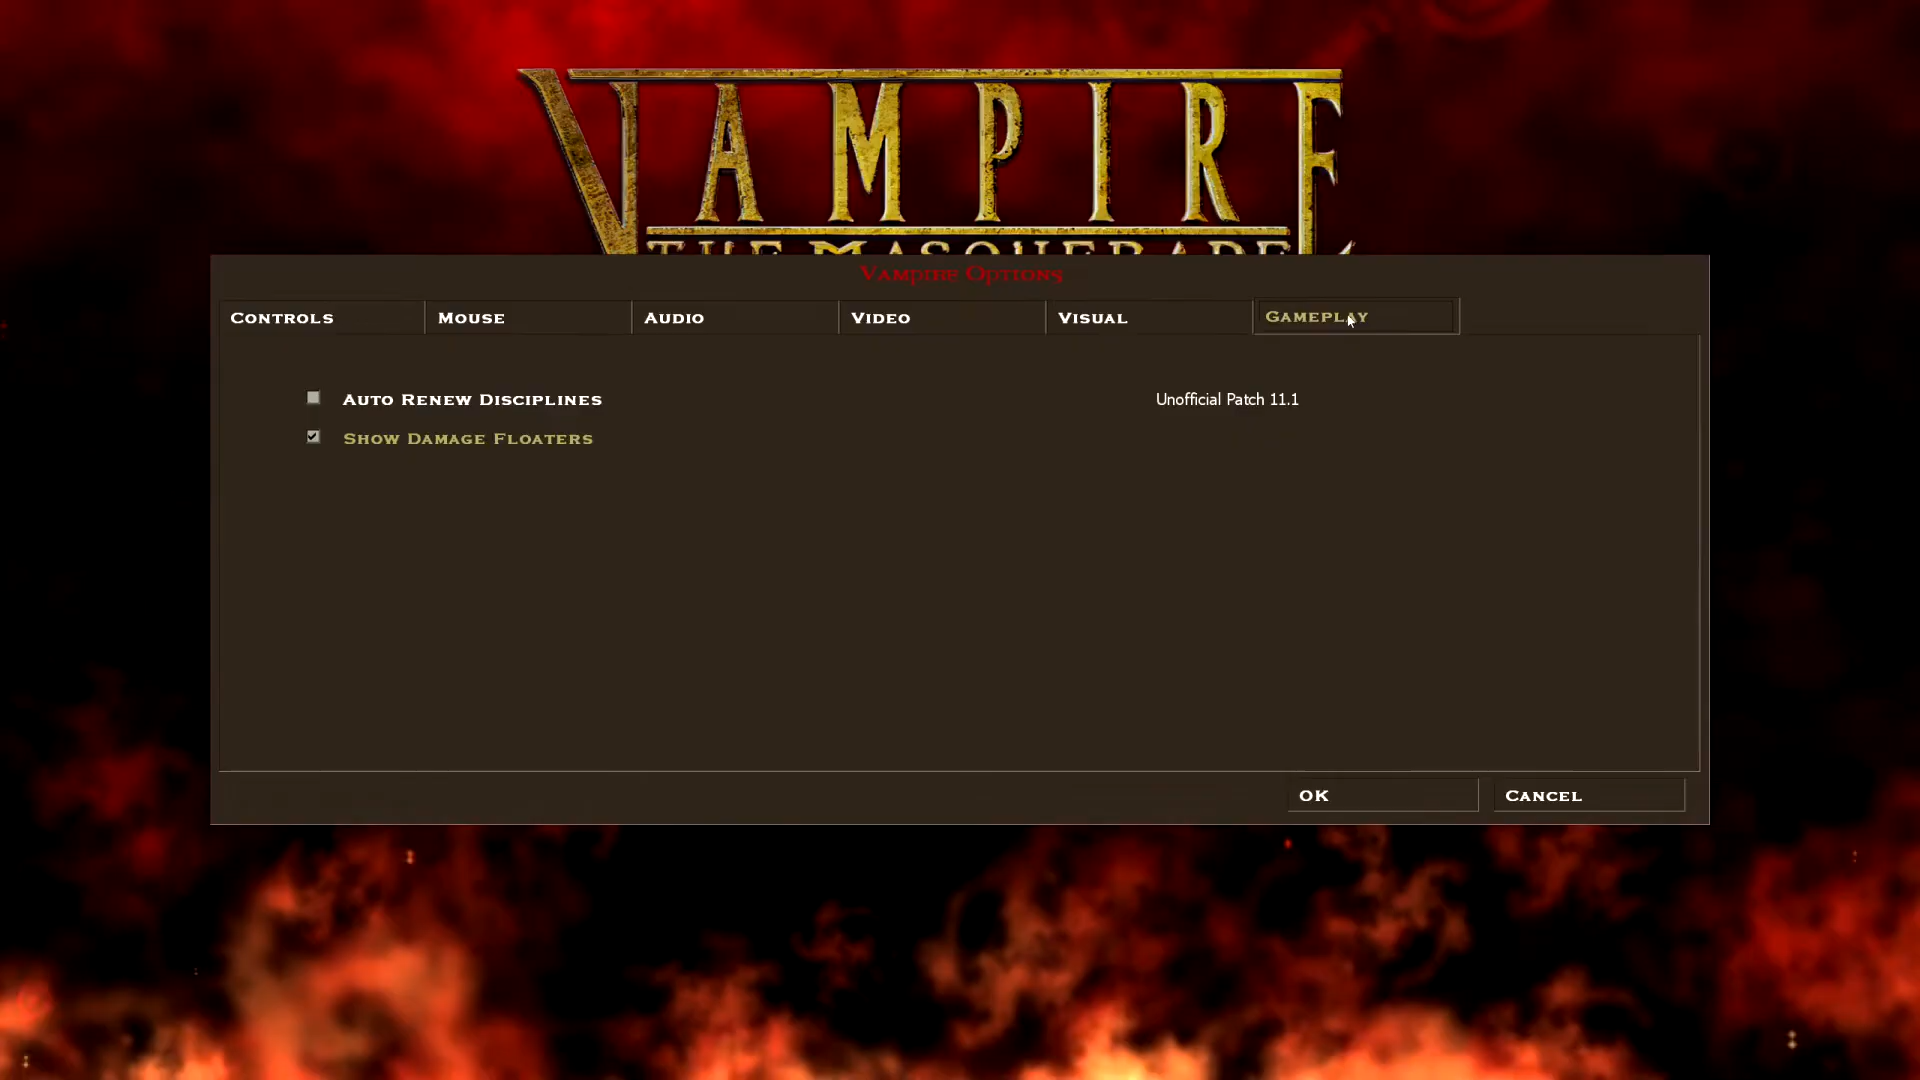 VAMPIRE
THE MASQUERADE
Vampire Options
CONTROLS
MOUSE
AUDIO
VIDEO
VISUAL
GAMEPLAY
AUTO RENEW DISCIPLINES
Unofficial Patch 11.1
SHOW DAMAGE FLOATERS
OK
CANCEL